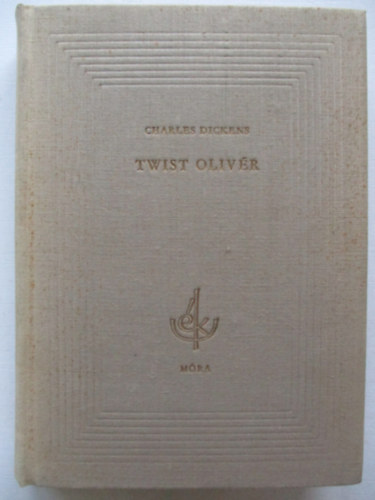 CHARLES DICKENS
TWIST OLIVÉR
MÓRA